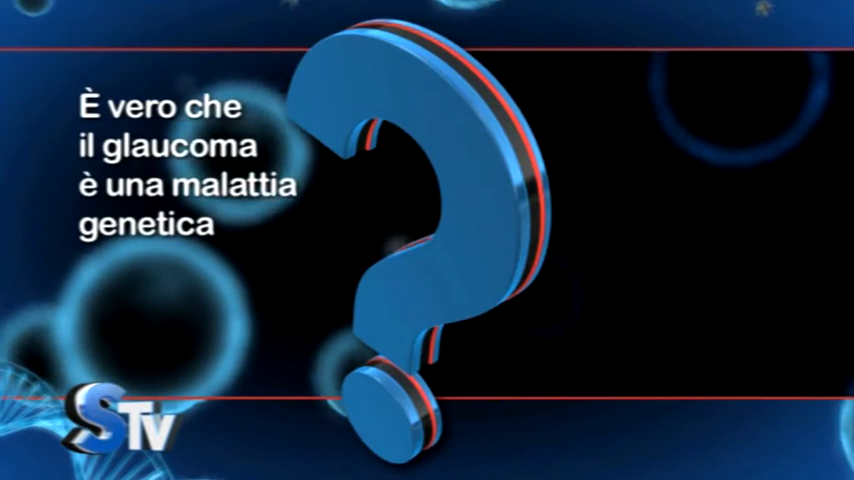 È vero che
il glaucoma
è una malattia
genetica
?
STv